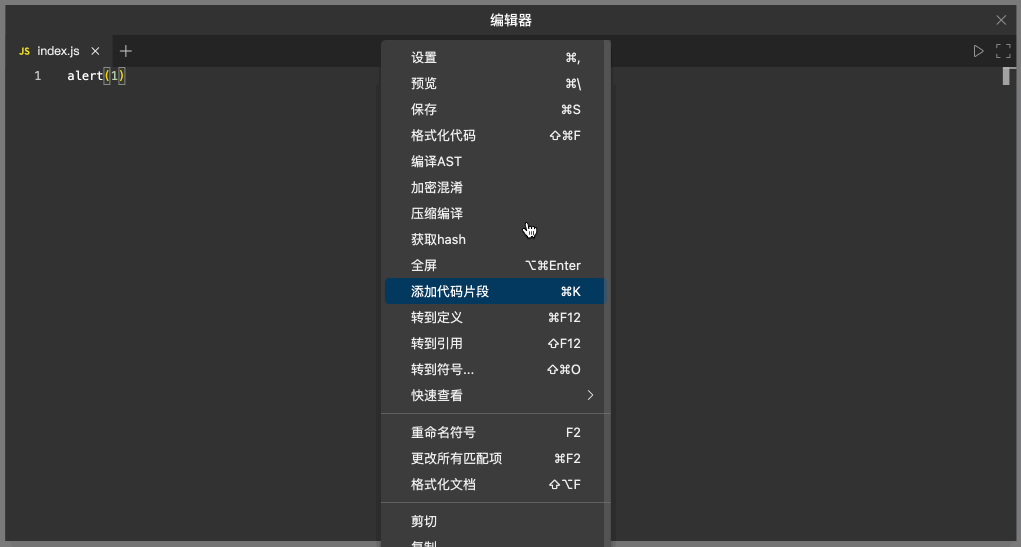 编辑器
JS index.js
1 alert(1)
设置 ⌘,
预览 ⌘\
保存 ⌘S
格式化代码 ⇧⌘F
编译AST
加密混淆
压缩编译
获取hash
全屏 ⌥⌘Enter
添加代码片段 ⌘K
转到定义 ⌘F12
转到引用 ⇧F12
转到符号... ⇧⌘O
快速查看
重命名符号 F2
更改所有匹配项 ⌘F2
格式化文档 ⇧⌥F
剪切
复制